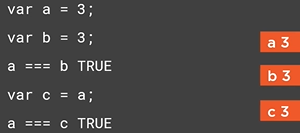 var a = 3;
var b = 3;
a 3
a === b TRUE
b 3
var c = a;
c 3
a === c TRUE